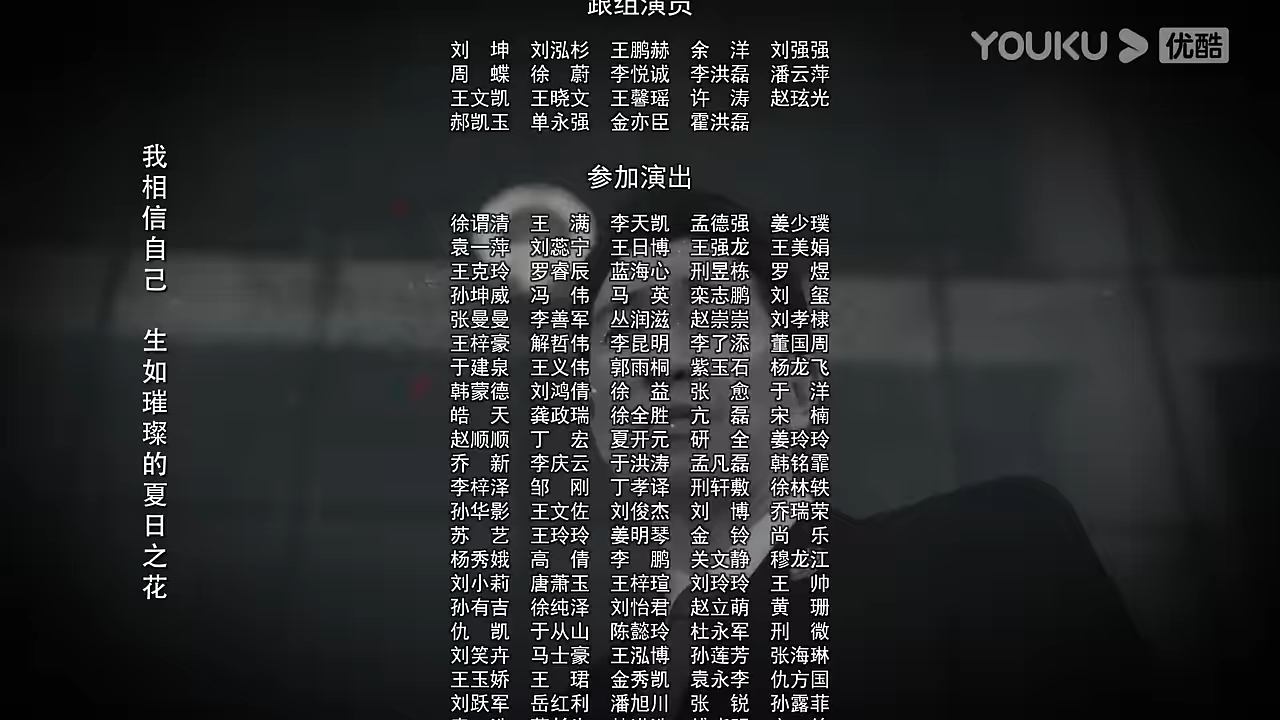 跟组演员
YOUKU 优酷
刘 坤 刘泓杉 王鹏赫 余 洋 刘强强
周 蝶 徐 蔚 李悦诚 李洪磊 潘云萍
王文凯 王晓文 王馨瑶 许 涛 赵玹光
郝凯玉 单永强 金亦臣 霍洪磊
我相信自己 生如璀璨的夏日之花
参加演出
徐谓清 王 满 李天凯 孟德强 姜少璞
袁一萍 刘蕊宁 王日博 王强龙 王美娟
王克玲 罗睿辰 蓝海心 刑昱栋 罗 煜
孙坤威 冯 伟 马 英 栾志鹏 刘 玺
张曼曼 李善军 丛润滋 赵崇崇 刘孝棣
王梓豪 解哲伟 李昆明 李了添 董国周
于建泉 王义伟 郭雨桐 紫玉石 杨龙飞
韩蒙德 刘鸿倩 徐 益 张 愈 于 洋
皓 天 龚政瑞 徐全胜 亢 磊 宋 楠
赵顺顺 丁 宏 夏开元 研 全 姜玲玲
乔 新 李庆云 于洪涛 孟凡磊 韩铭霏
李梓泽 邹 刚 丁孝译 刑轩敷 徐林轶
孙华影 王文佐 刘俊杰 刘 博 乔瑞荣
苏 艺 王玲玲 姜明琴 金 铃 尚 乐
杨秀娥 高 倩 李 鹏 关文静 穆龙江
刘小莉 唐萧玉 王梓瑄 刘玲玲 王 帅
孙有吉 徐纯泽 刘怡君 赵立萌 黄 珊
仇 凯 于从山 陈懿玲 杜永军 刑 微
刘笑卉 马士豪 王泓博 孙莲芳 张海琳
王玉娇 王 珺 金秀凯 袁永李 仇方国
刘跃军 岳红利 潘旭川 张 锐 孙露菲